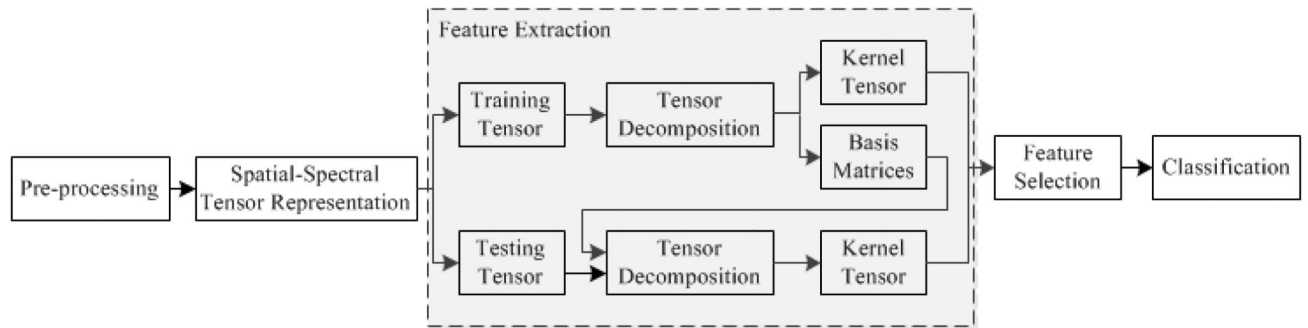 Feature Extraction
Pre-processing
Spatial-Spectral
Tensor Representation
Training
Tensor
Tensor
Decomposition
Kernel
Tensor
Basis
Matrices
Testing
Tensor
Tensor
Decomposition
Kernel
Tensor
Feature
Selection
Classification